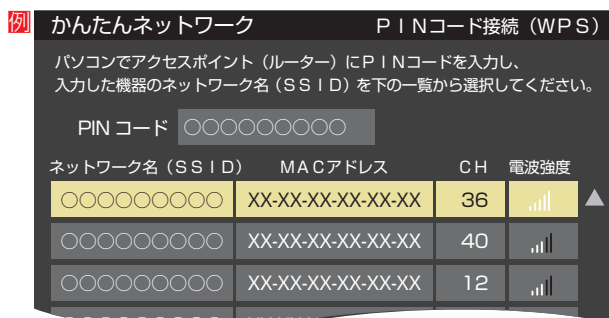 例
かんたんネットワーク　ＰＩＮコード接続（ＷＰＳ）
パソコンでアクセスポイント（ルーター）にＰＩＮコードを入力し、
入力した機器のネットワーク名（ＳＳＩＤ）を下の一覧から選択してください。
PIN コード ○○○○○○○○○
ネットワーク名（ＳＳＩＤ） ＭＡＣアドレス ＣＨ 電波強度
○○○○○○○○○ XX-XX-XX-XX-XX-XX 36
○○○○○○○○○ XX-XX-XX-XX-XX-XX 40
○○○○○○○○○ XX-XX-XX-XX-XX-XX 12